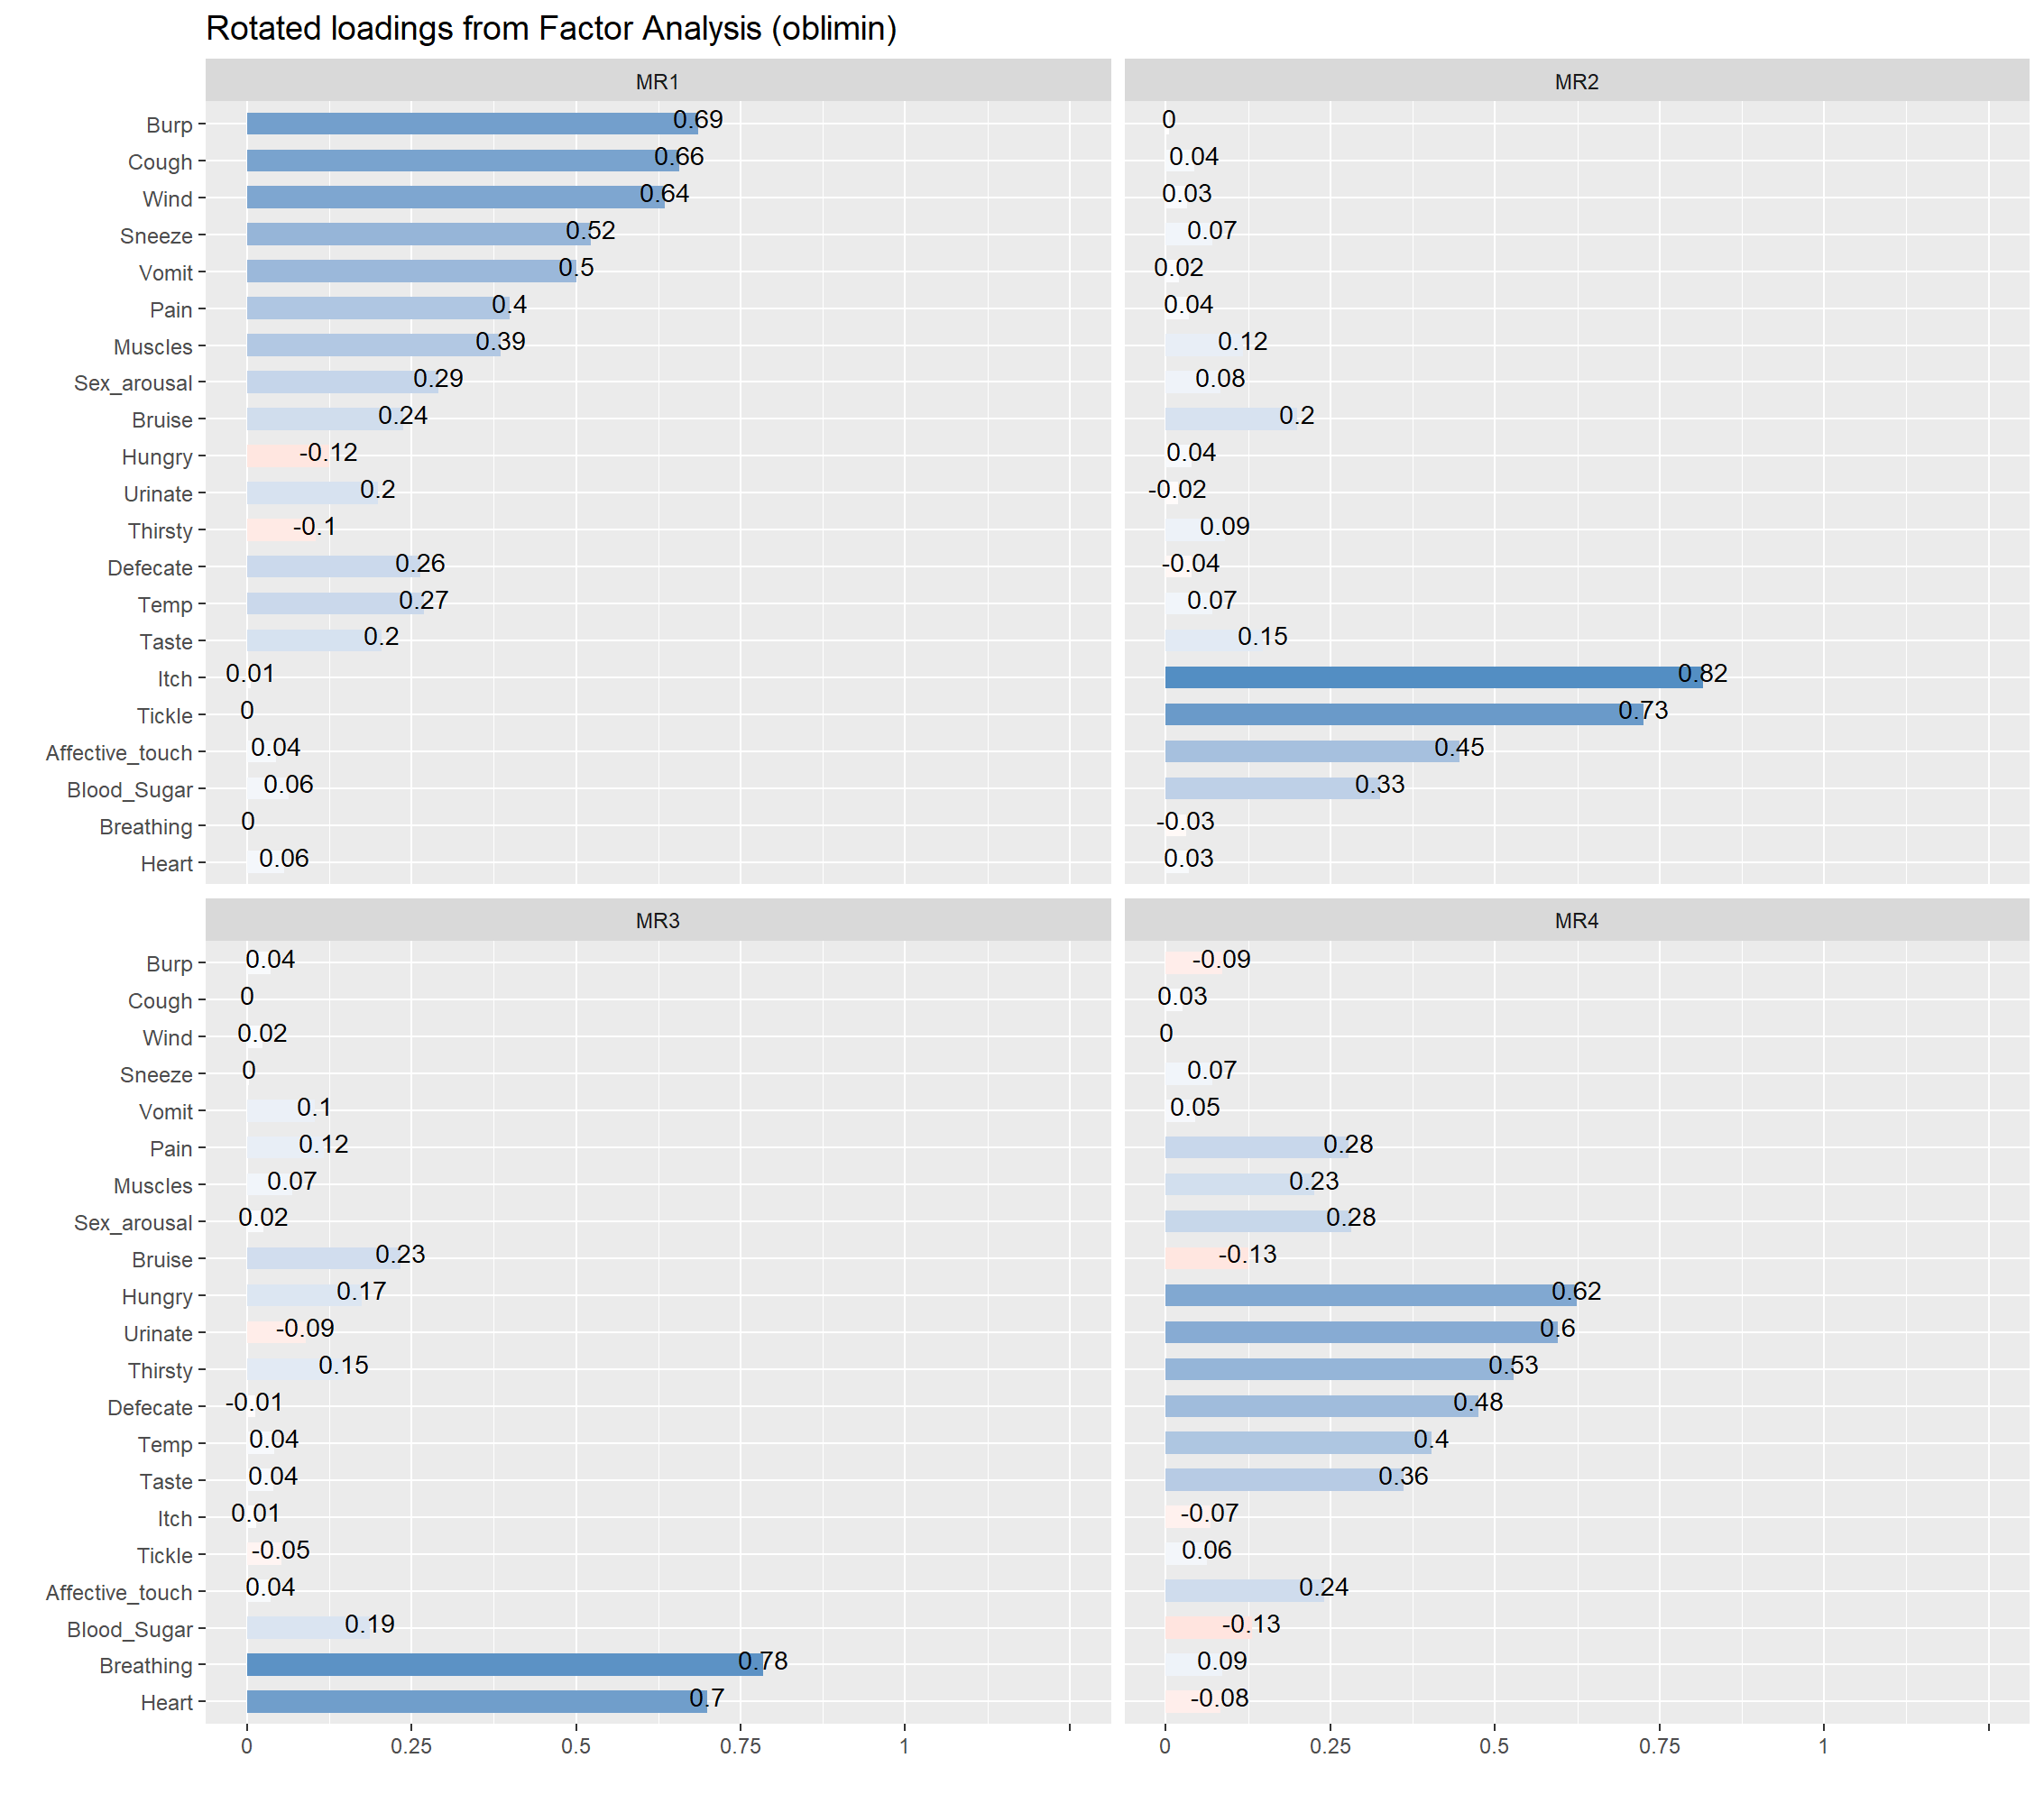 Rotated loadings from Factor Analysis (oblimin)
MR1 MR2
Burp 0.69 0
Cough 0.66 0.04
Wind 0.64 0.03
Sneeze 0.52 0.07
Vomit 0.5 0.02
Pain 0.4 0.04
Muscles 0.39 0.12
Sex_arousal 0.29 0.08
Bruise 0.24 0.2
Hungry -0.12 0.04
Urinate 0.2 -0.02
Thirsty -0.1 0.09
Defecate 0.26 -0.04
Temp 0.27 0.07
Taste 0.2 0.15
Itch 0.01 0.82
Tickle 0 0.73
Affective_touch 0.04 0.45
Blood_Sugar 0.06 0.33
Breathing 0 -0.03
Heart 0.06 0.03
MR3 MR4
Burp 0.04 -0.09
Cough 0 0.03
Wind 0.02 0
Sneeze 0 0.07
Vomit 0.1 0.05
Pain 0.12 0.28
Muscles 0.07 0.23
Sex_arousal 0.02 0.28
Bruise 0.23 -0.13
Hungry 0.17 0.62
Urinate -0.09 0.6
Thirsty 0.15 0.53
Defecate -0.01 0.48
Temp 0.04 0.4
Taste 0.04 0.36
Itch 0.01 -0.07
Tickle -0.05 0.06
Affective_touch 0.04 0.24
Blood_Sugar 0.19 -0.13
Breathing 0.78 0.09
Heart 0.7 -0.08
0 0.25 0.5 0.75 1 0 0.25 0.5 0.75 1